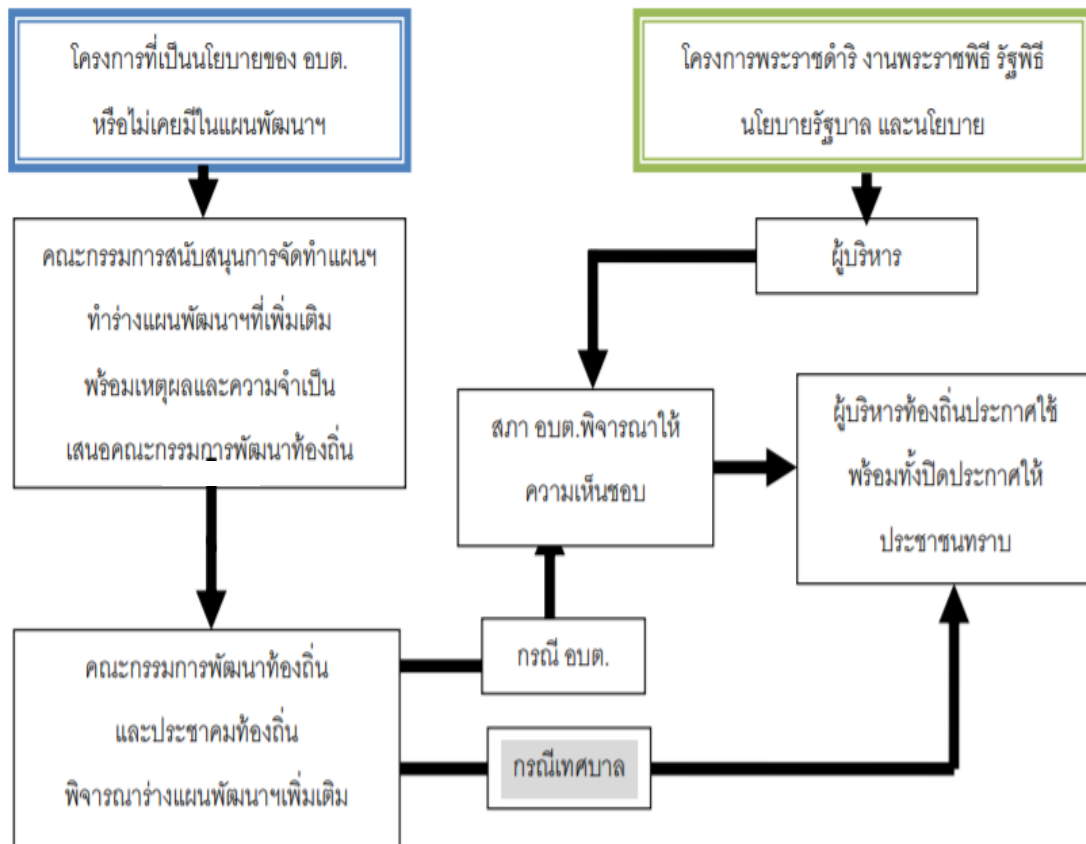 โครงการที่เป็นนโยบายของ อบต.
หรือไม่เคยมีในแผนพัฒนาฯ
โครงการพระราชดำริ งานพระราชพิธี รัฐพิธี
นโยบายรัฐบาล และนโยบาย
คณะกรรมการสนับสนุนการจัดทำแผนฯ
ทำร่างแผนพัฒนาฯที่เพิ่มเติม
พร้อมเหตุผลและความจำเป็น
เสนอคณะกรรมการพัฒนาท้องถิ่น
ผู้บริหาร
สภา อบต.พิจารณาให้
ความเห็นชอบ
ผู้บริหารท้องถิ่นประกาศใช้
พร้อมทั้งปิดประกาศให้
ประชาชนทราบ
คณะกรรมการพัฒนาท้องถิ่น
และประชาคมท้องถิ่น
พิจารณาร่างแผนพัฒนาฯเพิ่มเติม
กรณี อบต.
กรณีเทศบาล